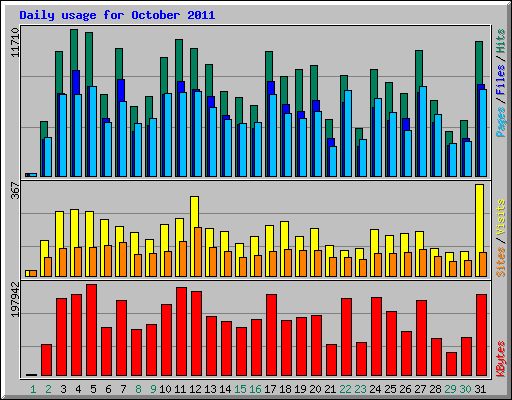 Daily usage for October 2011
11710
367
197942
Pages / Files / Hits
Sites / Visits
KBytes
1 2 3 4 5 6 7 8 9 10 11 12 13 14 15 16 17 18 19 20 21 22 23 24 25 26 27 28 29 30 31